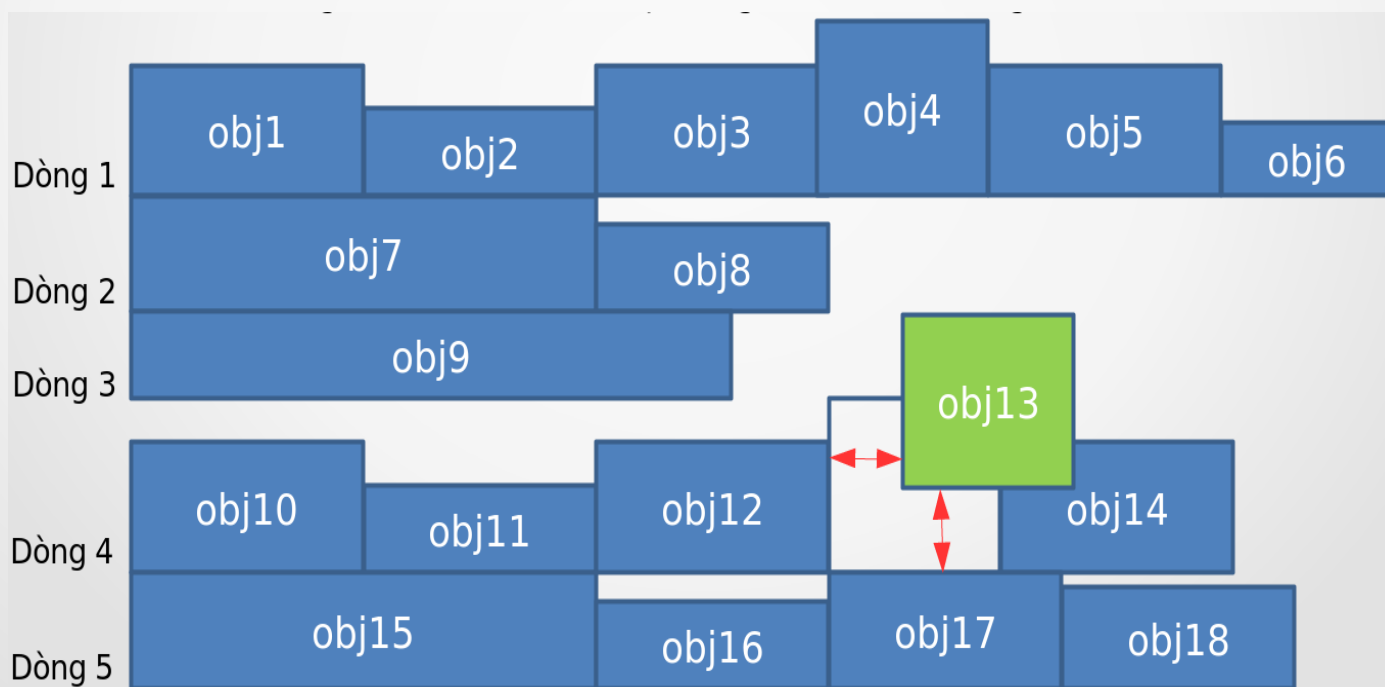 Dòng 1 obj1 obj2 obj3 obj4 obj5 obj6
Dòng 2 obj7 obj8
Dòng 3 obj9
obj13
Dòng 4 obj10 obj11 obj12 obj14
Dòng 5 obj15 obj16 obj17 obj18